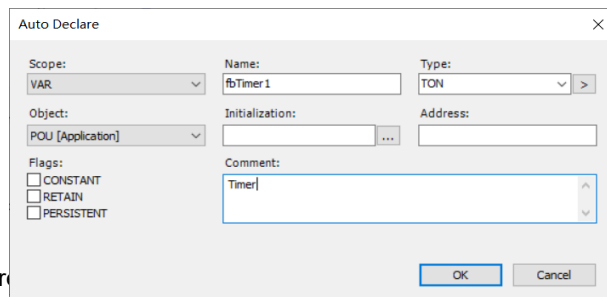 Auto Declare
Scope: Name: Type:
VAR fbTimer1 TON >
Object: Initialization: Address:
POU [Application] ...
Flags: Comment:
CONSTANT Timer
RETAIN
PERSISTENT
OK Cancel